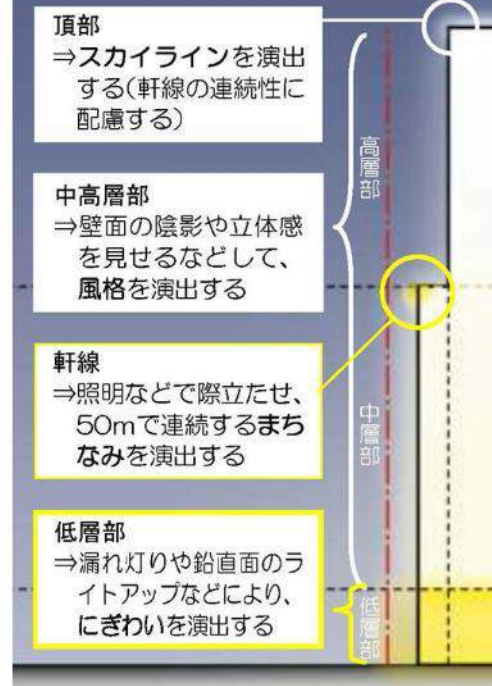 頂部
⇒スカイラインを演出
する(軒線の連続性に
配慮する)
高層部
中高層部
⇒壁面の陰影や立体感
を見せるなどして、
風格を演出する
軒線
⇒照明などで際立たせ、
50mで連続するまち
なみを演出する
中層部
低層部
⇒漏れ灯りや鉛直面のラ
イトアップなどにより、
にぎわいを演出する
低層部